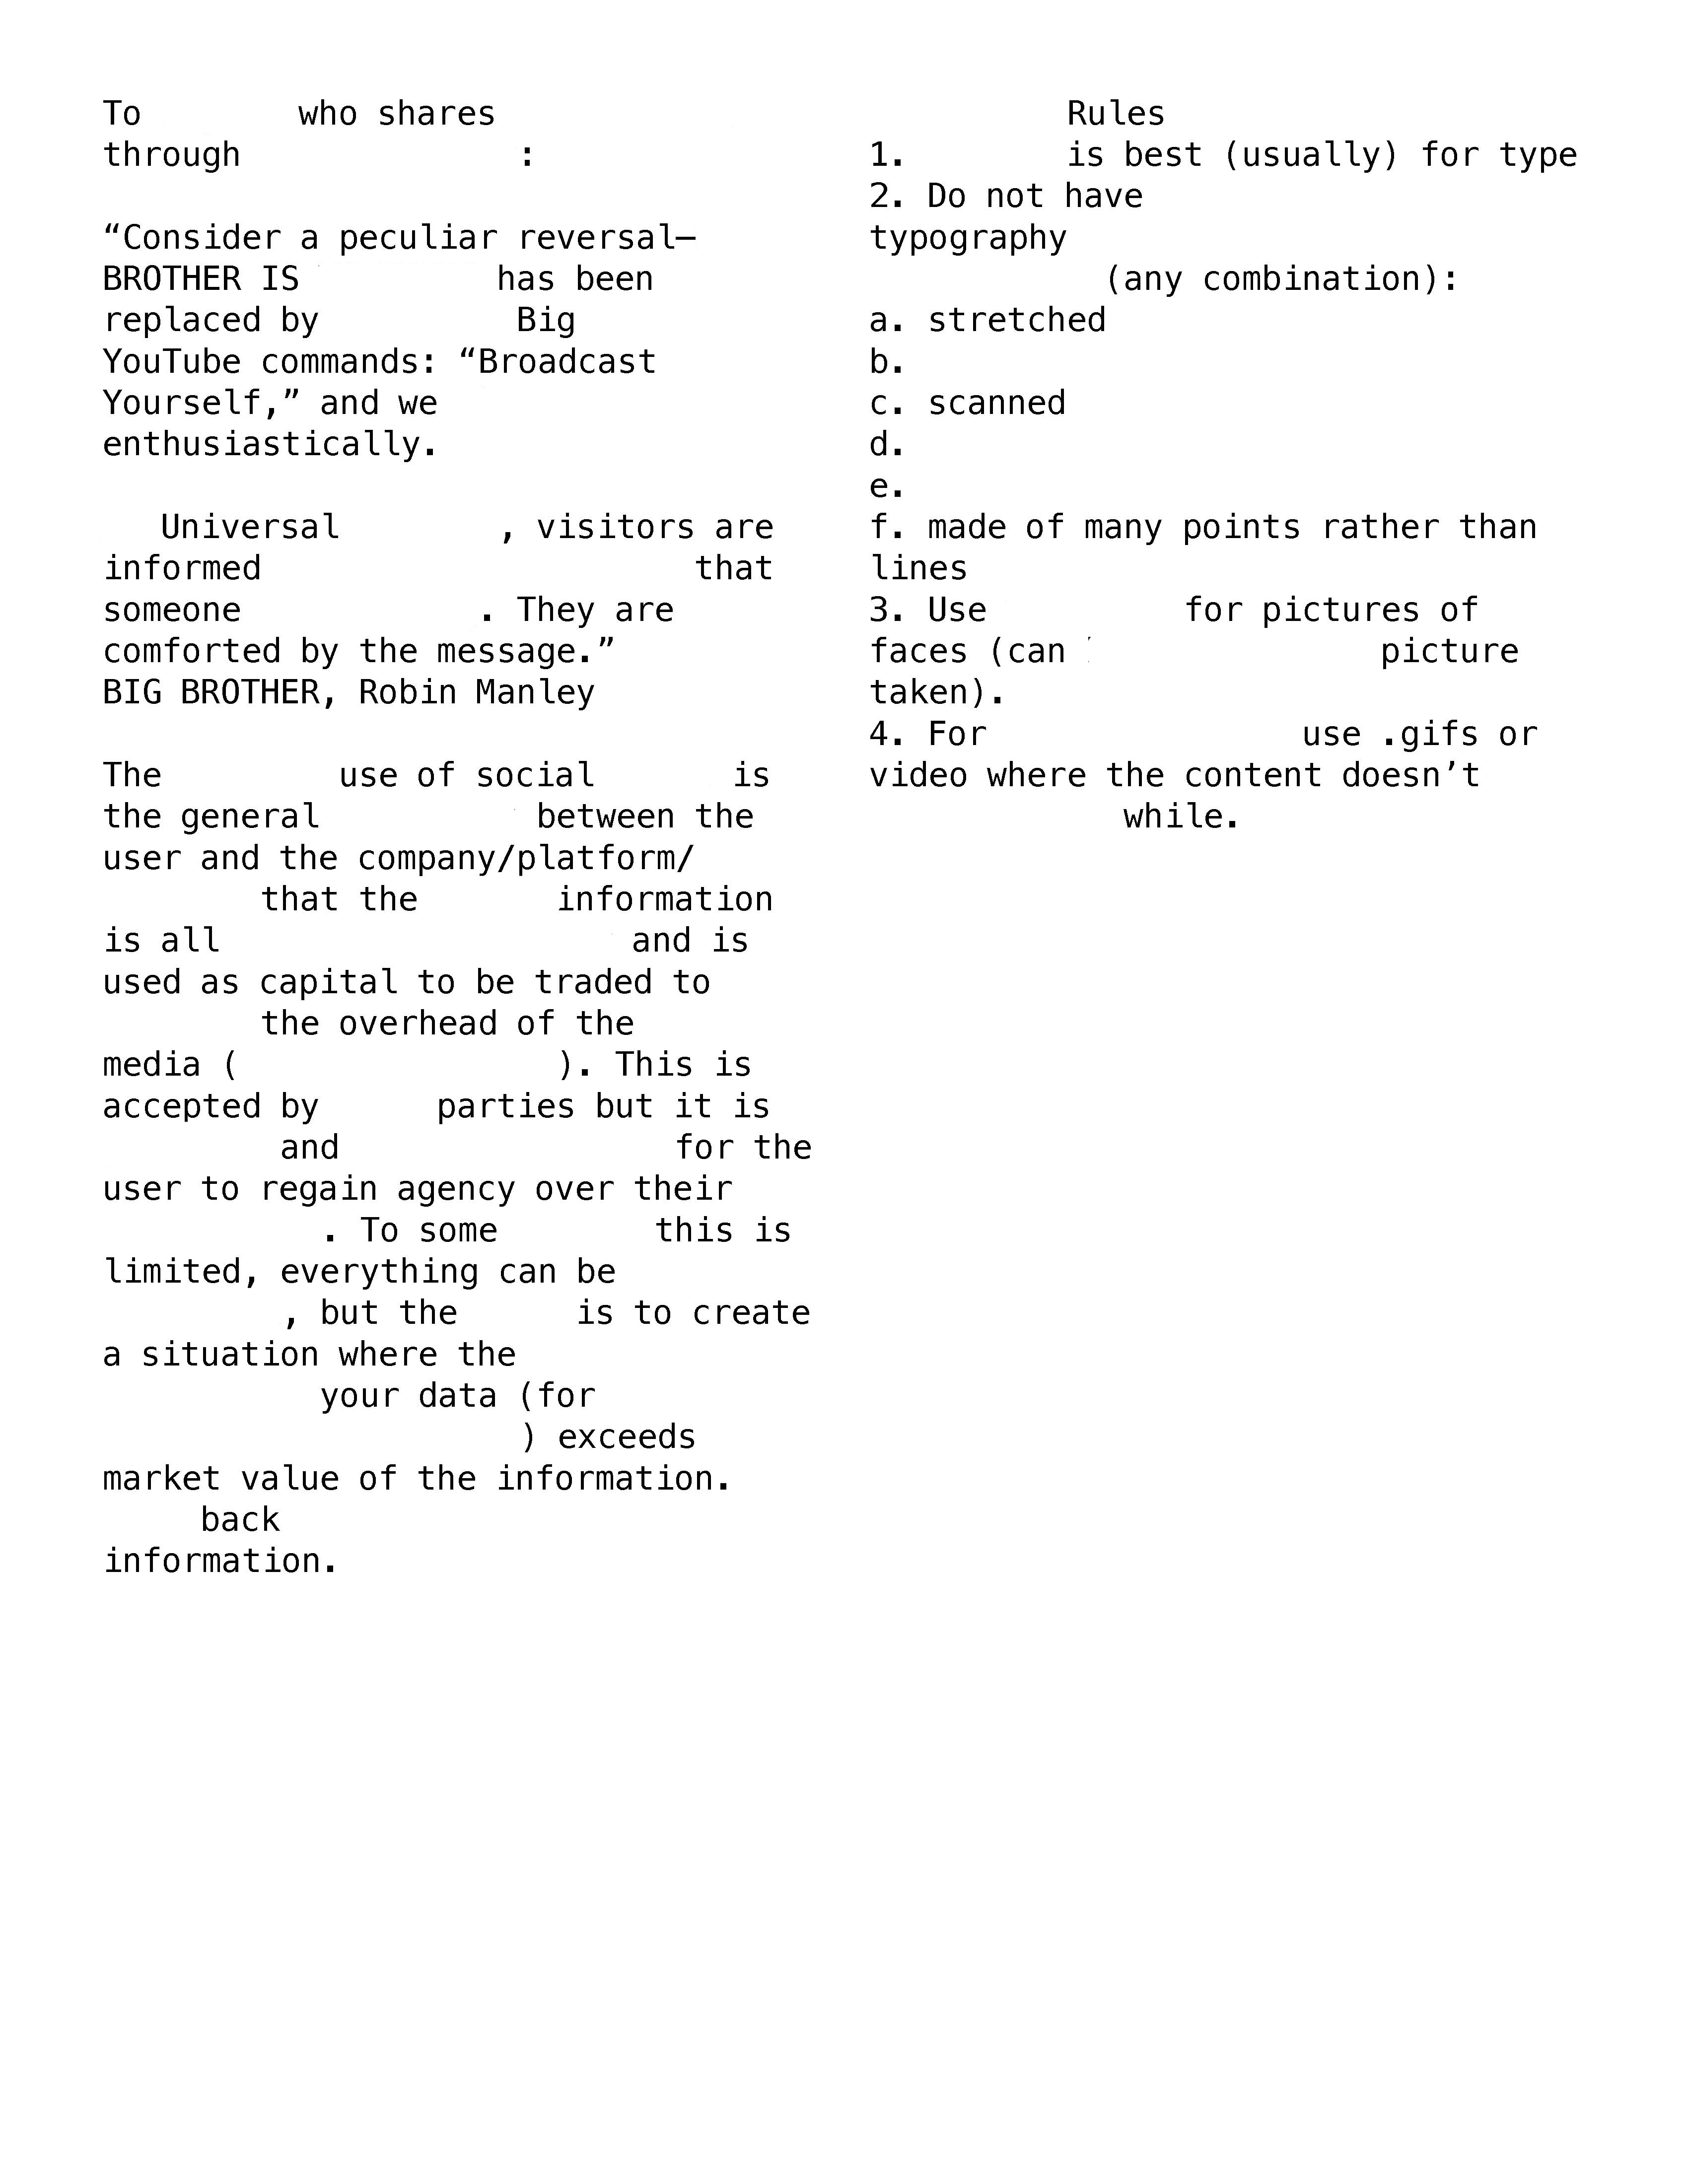 To who shares
through :
“Consider a peculiar reversal—
BROTHER IS has been
replaced by Big
YouTube commands: “Broadcast
Yourself,” and we
enthusiastically.
Universal , visitors are
informed that
someone . They are
comforted by the message.”
BIG BROTHER, Robin Manley
The use of social is
the general between the
user and the company/platform/
that the information
is all and is
used as capital to be traded to
the overhead of the
media ( ). This is
accepted by parties but it is
and for the
user to regain agency over their
. To some this is
limited, everything can be
, but the is to create
a situation where the
your data (for
) exceeds
market value of the information.
back
information.
Rules
1. is best (usually) for type
2. Do not have
typography
(any combination):
a. stretched
b.
c. scanned
d.
e.
f. made of many points rather than
lines
3. Use for pictures of
faces (can picture
taken).
4. For use .gifs or
video where the content doesn’t
while.